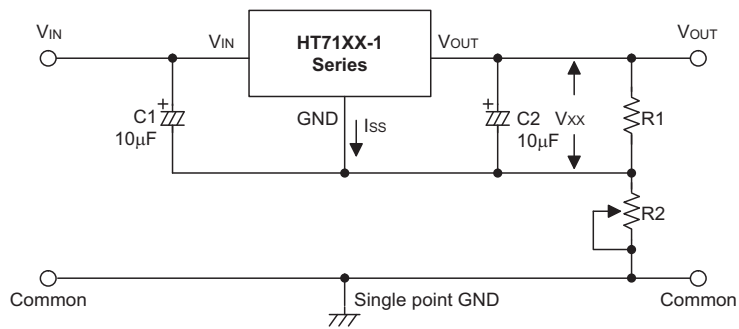 VIN
VIN
HT71XX-1
Series
VOUT
VOUT
+
C1
10μF
GND
ISS
+
C2
10μF
VXX
R1
R2
Common
Single point GND
Common